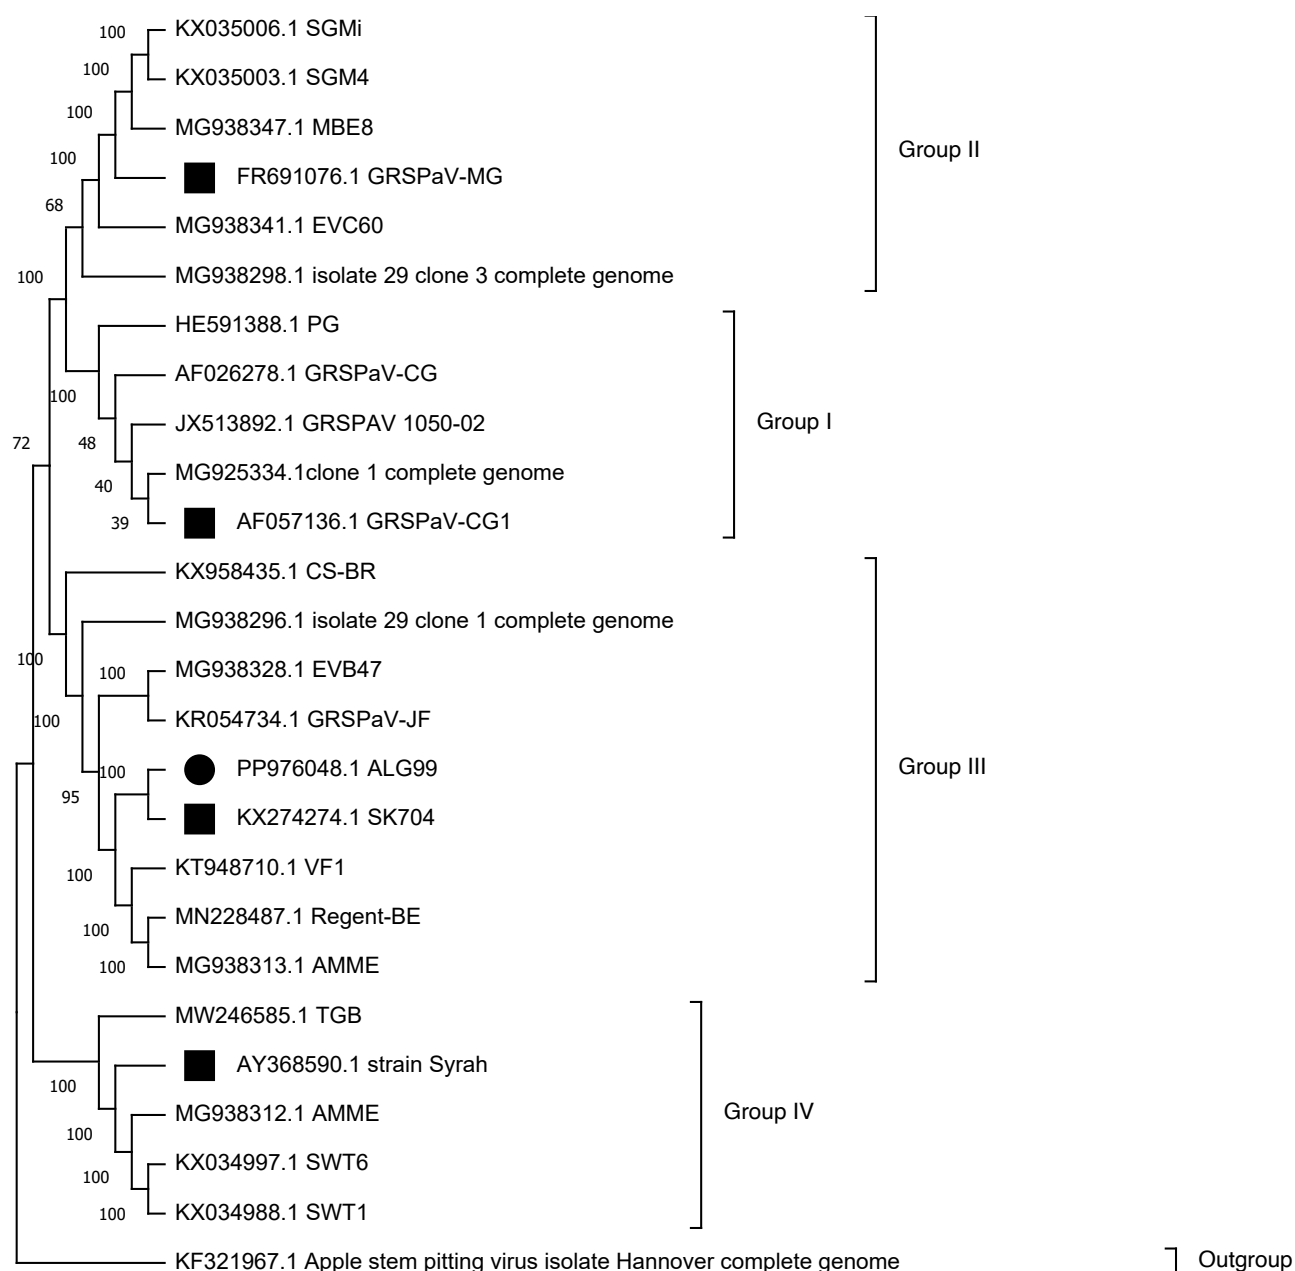 100
KX035006.1 SGMi
100
KX035003.1 SGM4
100
MG938347.1 MBE8
Group II
100
FR691076.1 GRSPaV-MG
68
MG938341.1 EVC60
100
MG938298.1 isolate 29 clone 3 complete genome
HE591388.1 PG
AF026278.1 GRSPaV-CG
100
JX513892.1 GRSPAV 1050-02
Group I
72
48
MG925334.1clone 1 complete genome
40
39
AF057136.1 GRSPaV-CG1
KX958435.1 CS-BR
MG938296.1 isolate 29 clone 1 complete genome
100
100
MG938328.1 EVB47
100
KR054734.1 GRSPaV-JF
100
PP976048.1 ALG99
Group III
95
KX274274.1 SK704
100
KT948710.1 VF1
100
MN228487.1 Regent-BE
100
MG938313.1 AMME
MW246585.1 TGB
100
AY368590.1 strain Syrah
100
MG938312.1 AMME
Group IV
100
KX034997.1 SWT6
100
KX034988.1 SWT1
KF321967.1 Apple stem pitting virus isolate Hannover complete genome
Outgroup